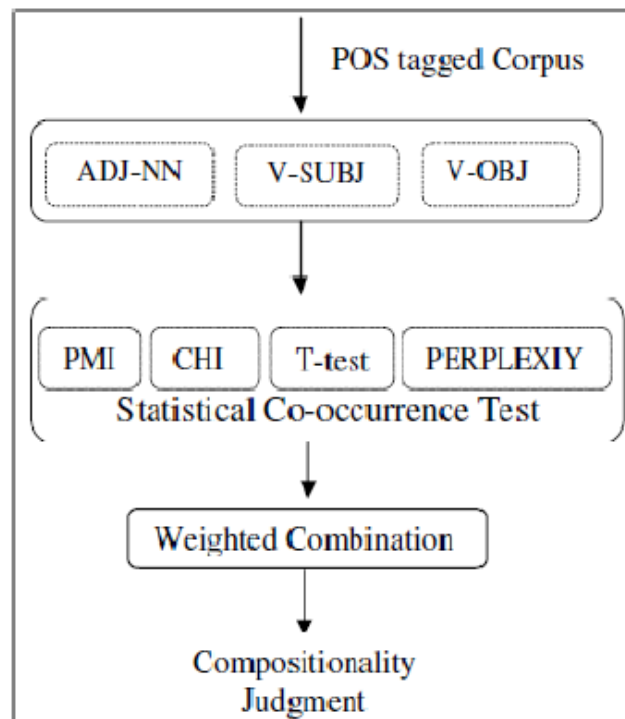 POS tagged Corpus
ADJ-NN V-SUBJ V-OBJ
PMI CHI T-test PERPLEXIY
Statistical Co-occurrence Test
Weighted Combination
Compositionality
Judgment